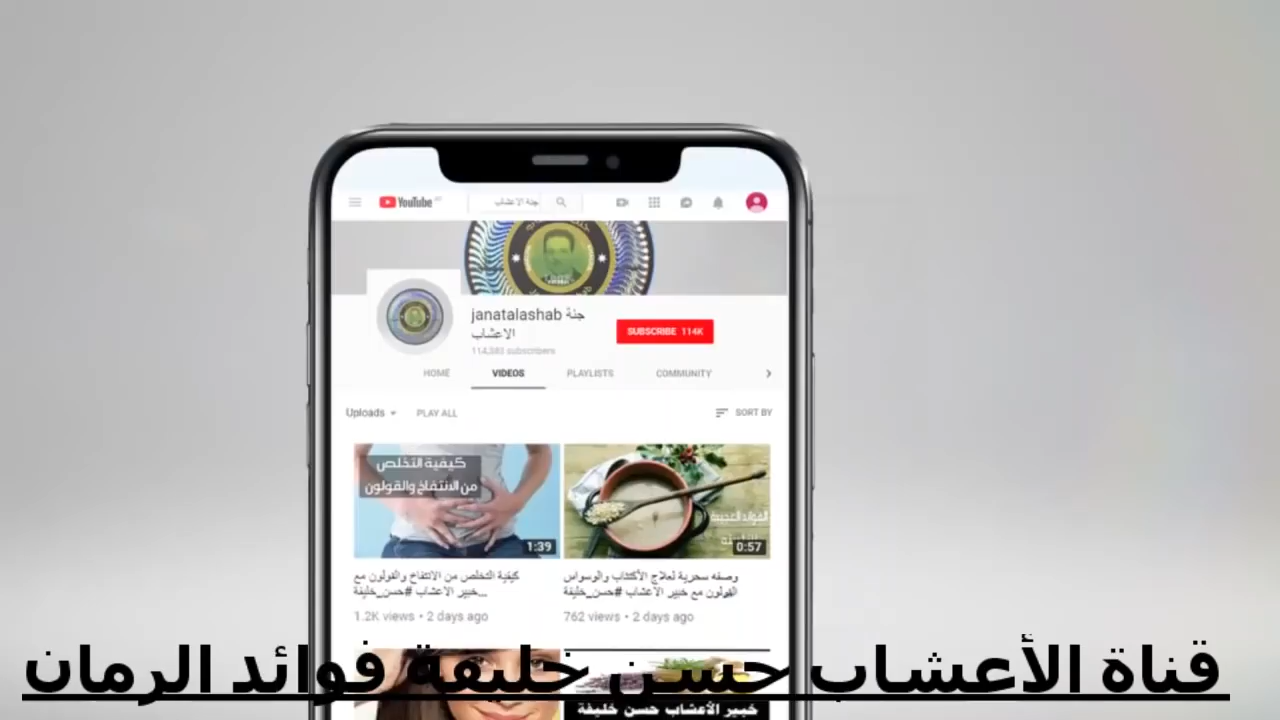 YouTube
جنة الاعشاب
janatalashab جنة
الاعشاب
SUBSCRIBE 114K
subscribers
HOME VIDEOS PLAYLISTS COMMUNITY
Uploads PLAY ALL SORT BY
كيفية التخلص
من الانتفاخ والقولون
1:39
الفوائد العجيبة
0:57
كيفية التخلص من الانتفاخ والقولون مع
خبير الاعشاب #حسن_خليفة...
1.2K views • 2 days ago
وصفه سحرية لعلاج الأكتئاب والوسواس
القولون مع خبير الاعشاب #حسن_خليفة
762 views • 2 days ago
قناة الأعشاب حسن خليفة فوائد الرمان
خبير الأعشاب حسن خليفة